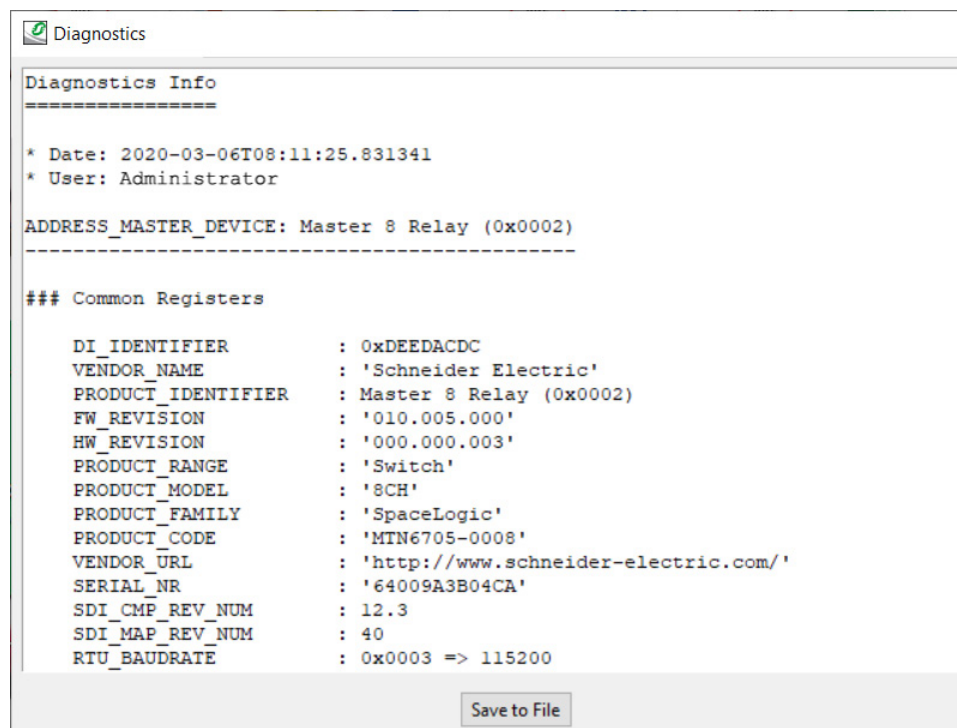 Diagnostics
Diagnostics Info
================
* Date: 2020-03-06T08:11:25.831341
* User: Administrator
ADDRESS_MASTER_DEVICE: Master 8 Relay (0x0002)
----------------------------------------------
### Common Registers
DI_IDENTIFIER : 0xDEEDACDC
VENDOR_NAME : 'Schneider Electric'
PRODUCT_IDENTIFIER : Master 8 Relay (0x0002)
FW_REVISION : '010.005.000'
HW_REVISION : '000.000.003'
PRODUCT_RANGE : 'Switch'
PRODUCT_MODEL : '8CH'
PRODUCT_FAMILY : 'SpaceLogic'
PRODUCT_CODE : 'MTN6705-0008'
VENDOR_URL : 'http://www.schneider-electric.com/'
SERIAL_NR : '64009A3B04CA'
SDI_CMP_REV_NUM : 12.3
SDI_MAP_REV_NUM : 40
RTU_BAUDRATE : 0x0003 => 115200
Save to File